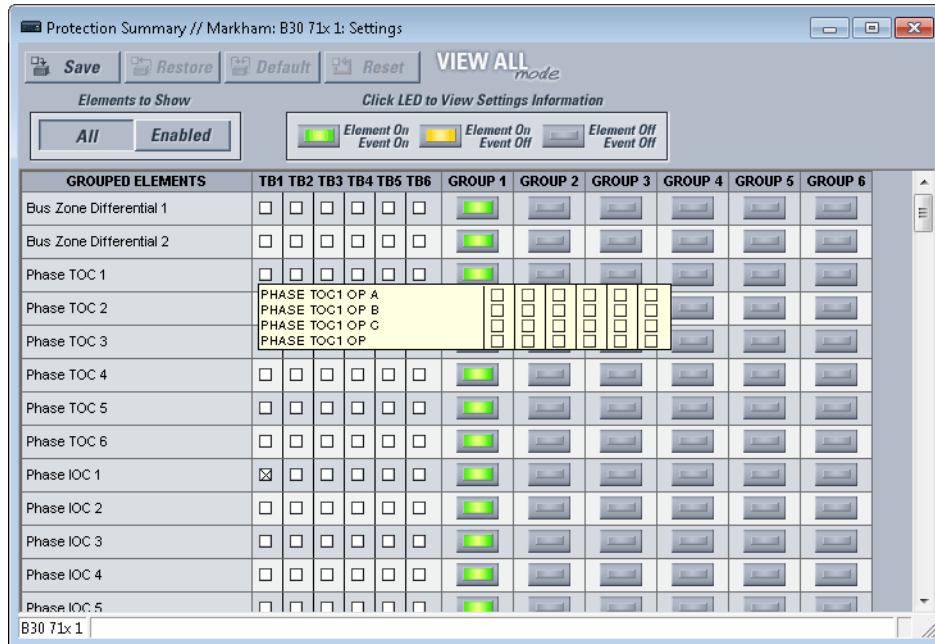 Protection Summary // Markham: B30 71x 1: Settings
Save Restore Default Reset VIEW ALL mode
Elements to Show
Click LED to View Settings Information
All Enabled
Element On Event On
Element On Event Off
Element Off Event Off
GROUPED ELEMENTS TB1 TB2 TB3 TB4 TB5 TB6 GROUP 1 GROUP 2 GROUP 3 GROUP 4 GROUP 5 GROUP 6
Bus Zone Differential 1
Bus Zone Differential 2
Phase TOC 1
PHASE TOC1 OP A
PHASE TOC1 OP B
PHASE TOC1 OP C
PHASE TOC1 OP
Phase TOC 2
Phase TOC 3
Phase TOC 4
Phase TOC 5
Phase TOC 6
Phase IOC 1
Phase IOC 2
Phase IOC 3
Phase IOC 4
Phase IOC 5
B30 71x 1